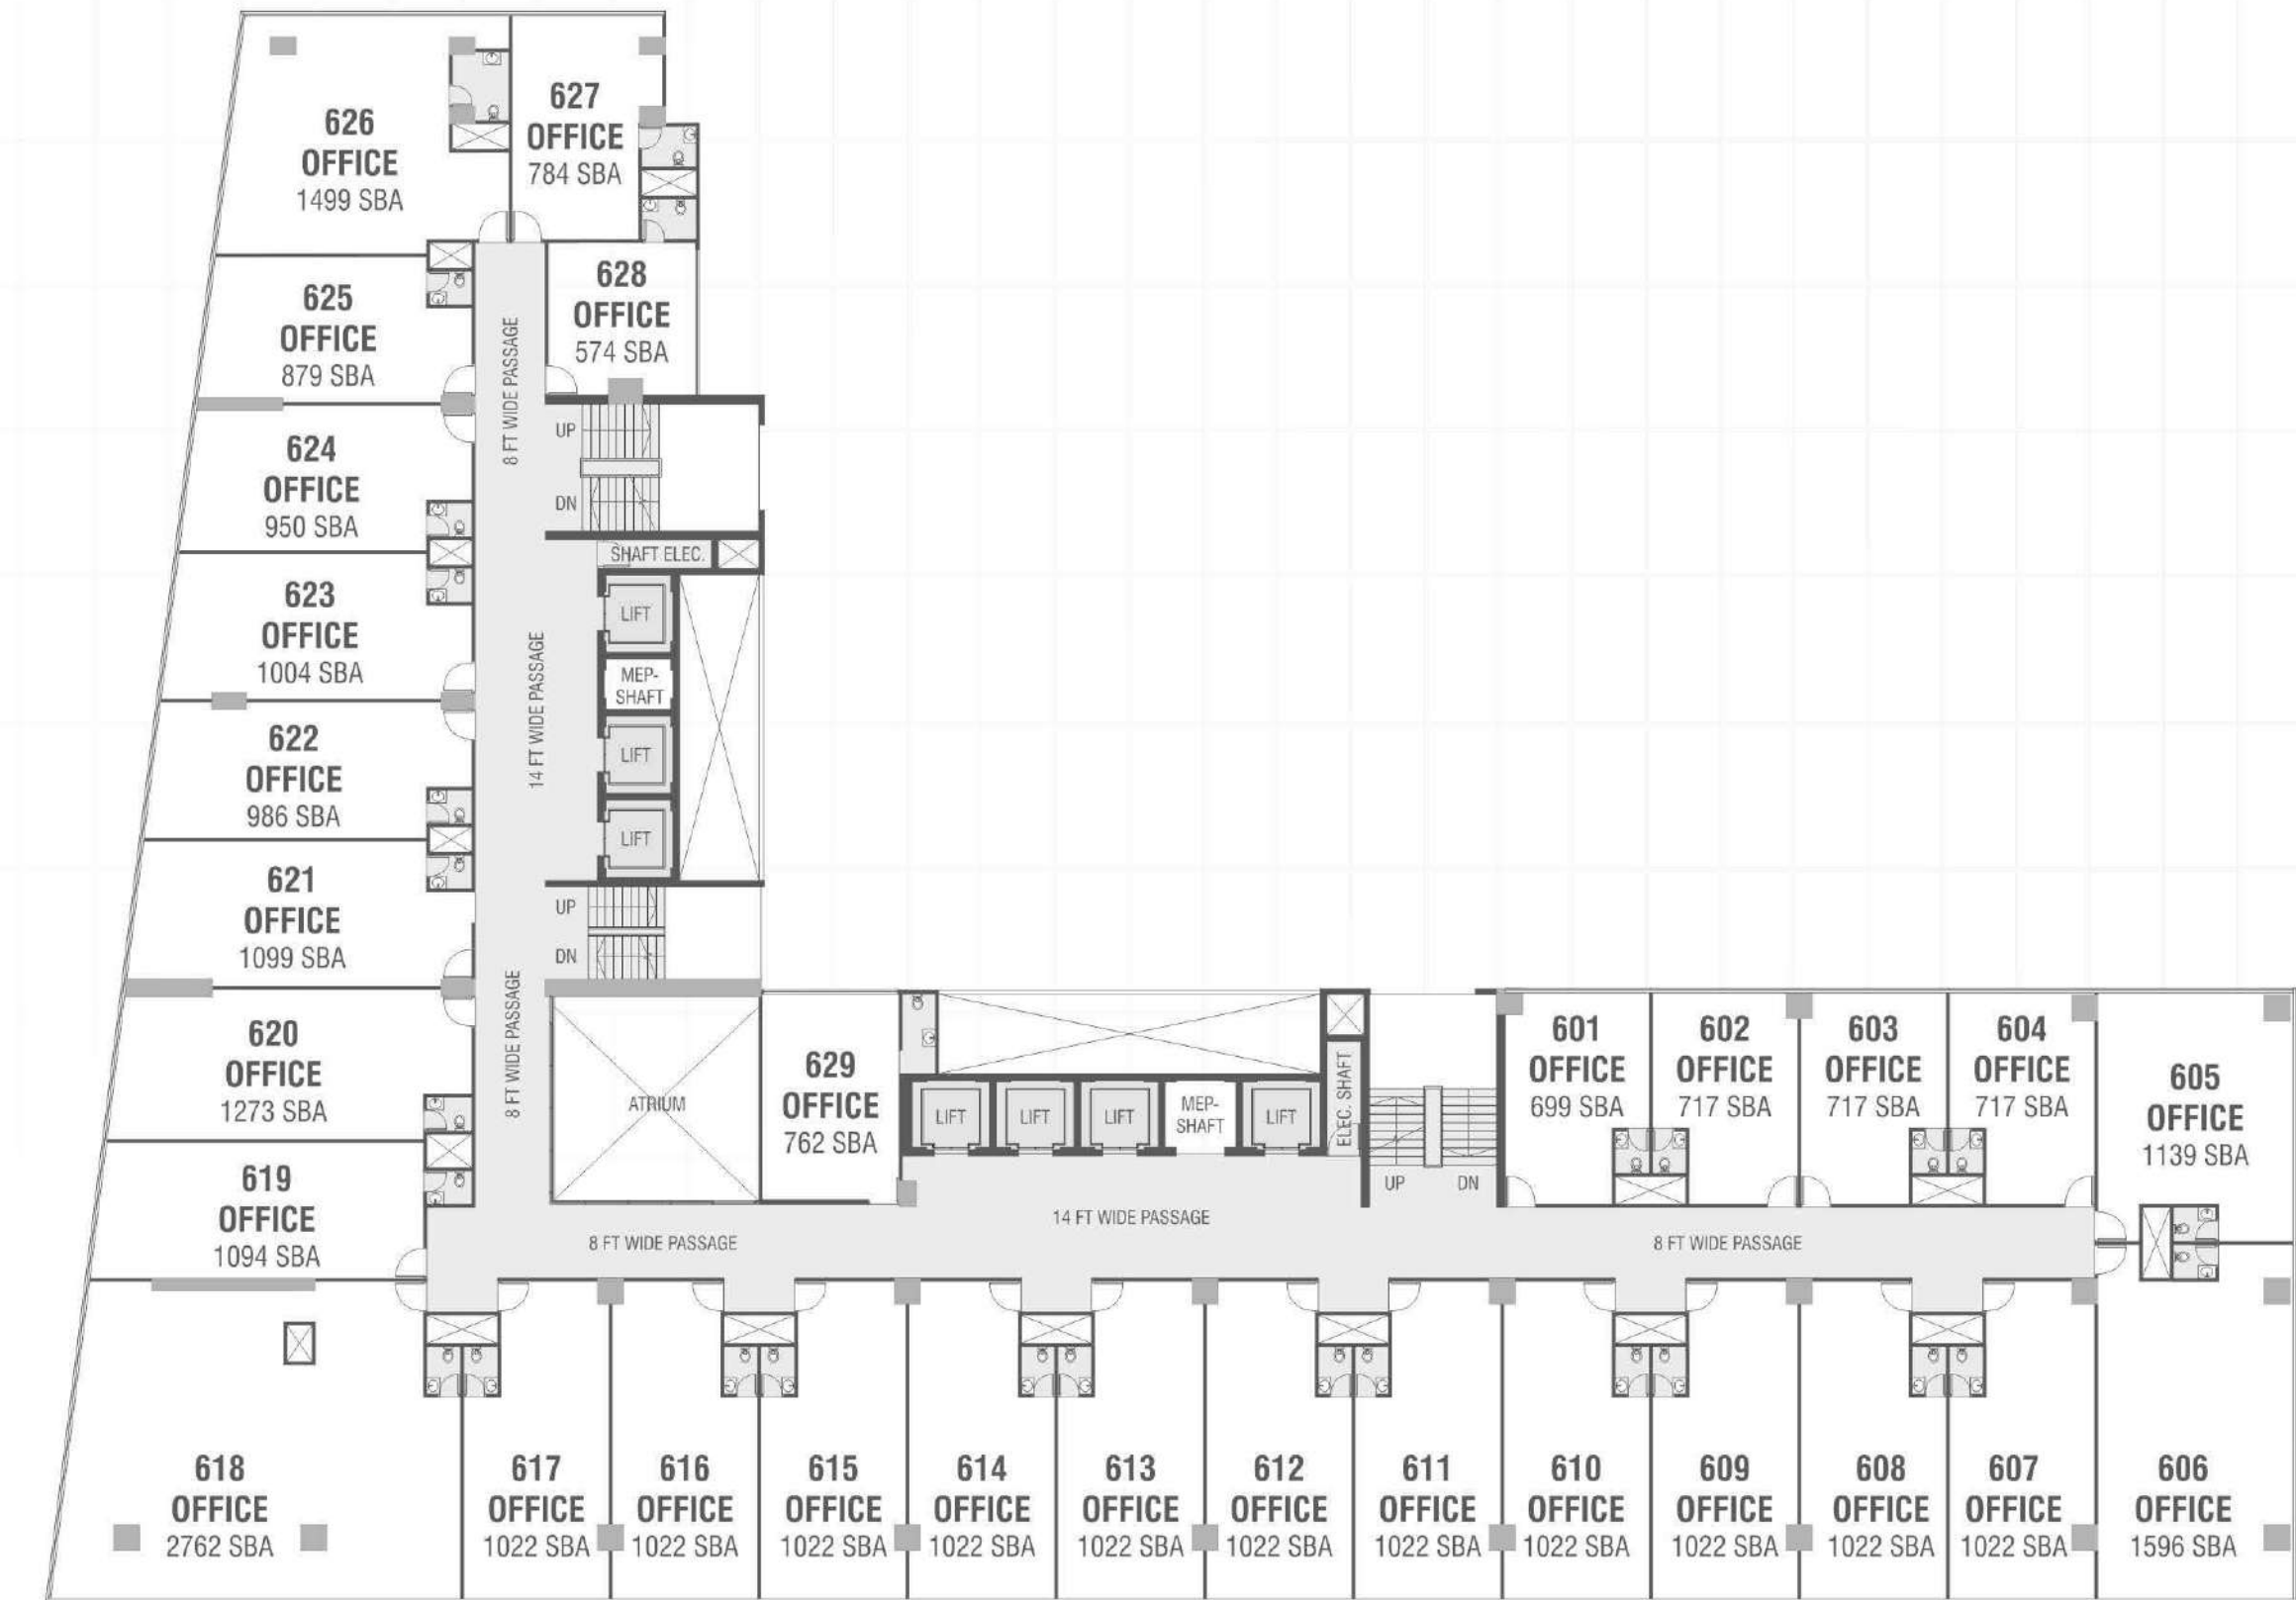 626
OFFICE
1499 SBA
627
OFFICE
784 SBA
625
OFFICE
879 SBA
628
OFFICE
574 SBA
8 FT WIDE PASSAGE
624
OFFICE
950 SBA
UP
DN
SHAFT ELEC.
623
OFFICE
1004 SBA
LIFT
MEP-
SHAFT
14 FT WIDE PASSAGE
622
OFFICE
986 SBA
LIFT
LIFT
621
OFFICE
1099 SBA
UP
DN
620
OFFICE
1273 SBA
8 FT WIDE PASSAGE
ATRIUM
629
OFFICE
762 SBA
LIFT
LIFT
LIFT
MEP-
SHAFT
LIFT
ELEC. SHAFT
UP
DN
601
OFFICE
699 SBA
602
OFFICE
717 SBA
603
OFFICE
717 SBA
604
OFFICE
717 SBA
605
OFFICE
1139 SBA
619
OFFICE
1094 SBA
8 FT WIDE PASSAGE
14 FT WIDE PASSAGE
8 FT WIDE PASSAGE
618
OFFICE
2762 SBA
617
OFFICE
1022 SBA
616
OFFICE
1022 SBA
615
OFFICE
1022 SBA
614
OFFICE
1022 SBA
613
OFFICE
1022 SBA
612
OFFICE
1022 SBA
611
OFFICE
1022 SBA
610
OFFICE
1022 SBA
609
OFFICE
1022 SBA
608
OFFICE
1022 SBA
607
OFFICE
1022 SBA
606
OFFICE
1596 SBA